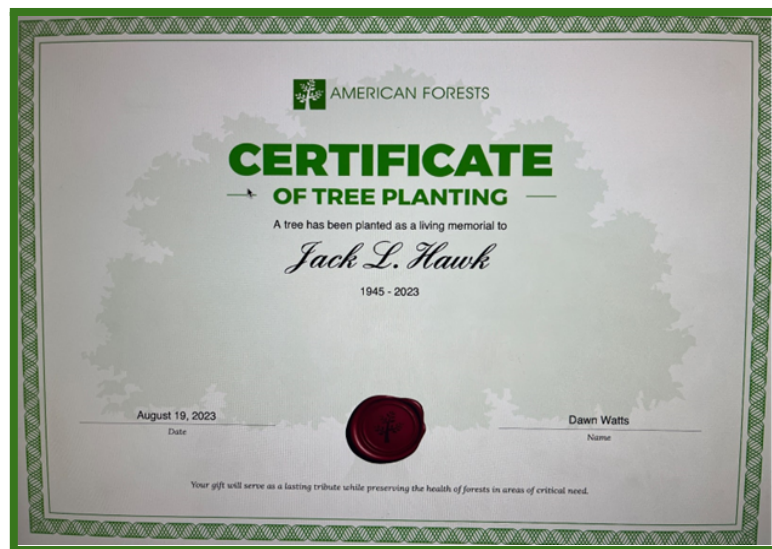 AMERICAN FORESTS
CERTIFICATE
OF TREE PLANTING
A tree has been planted as a living memorial to
Jack L. Hawk
1945 - 2023
August 19, 2023
Date
Dawn Watts
Name
Your gift will serve as a lasting tribute while preserving the health of forests in areas of critical need.